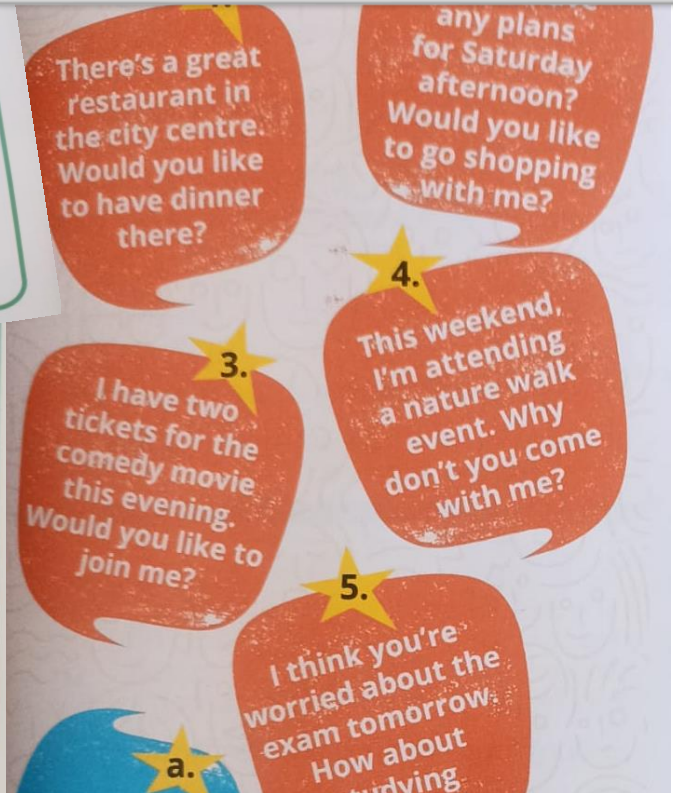 There's a great
restaurant in
the city centre.
Would you like
to have dinner
there?
any plans
for Saturday
afternoon?
Would you like
to go shopping
with me?
3.
I have two
tickets for the
comedy movie
this evening.
Would you like to
join me?
4.
This weekend,
I'm attending
a nature walk
event. Why
don't you come
with me?
5.
I think you're
worried about the
exam tomorrow.
How about
a.